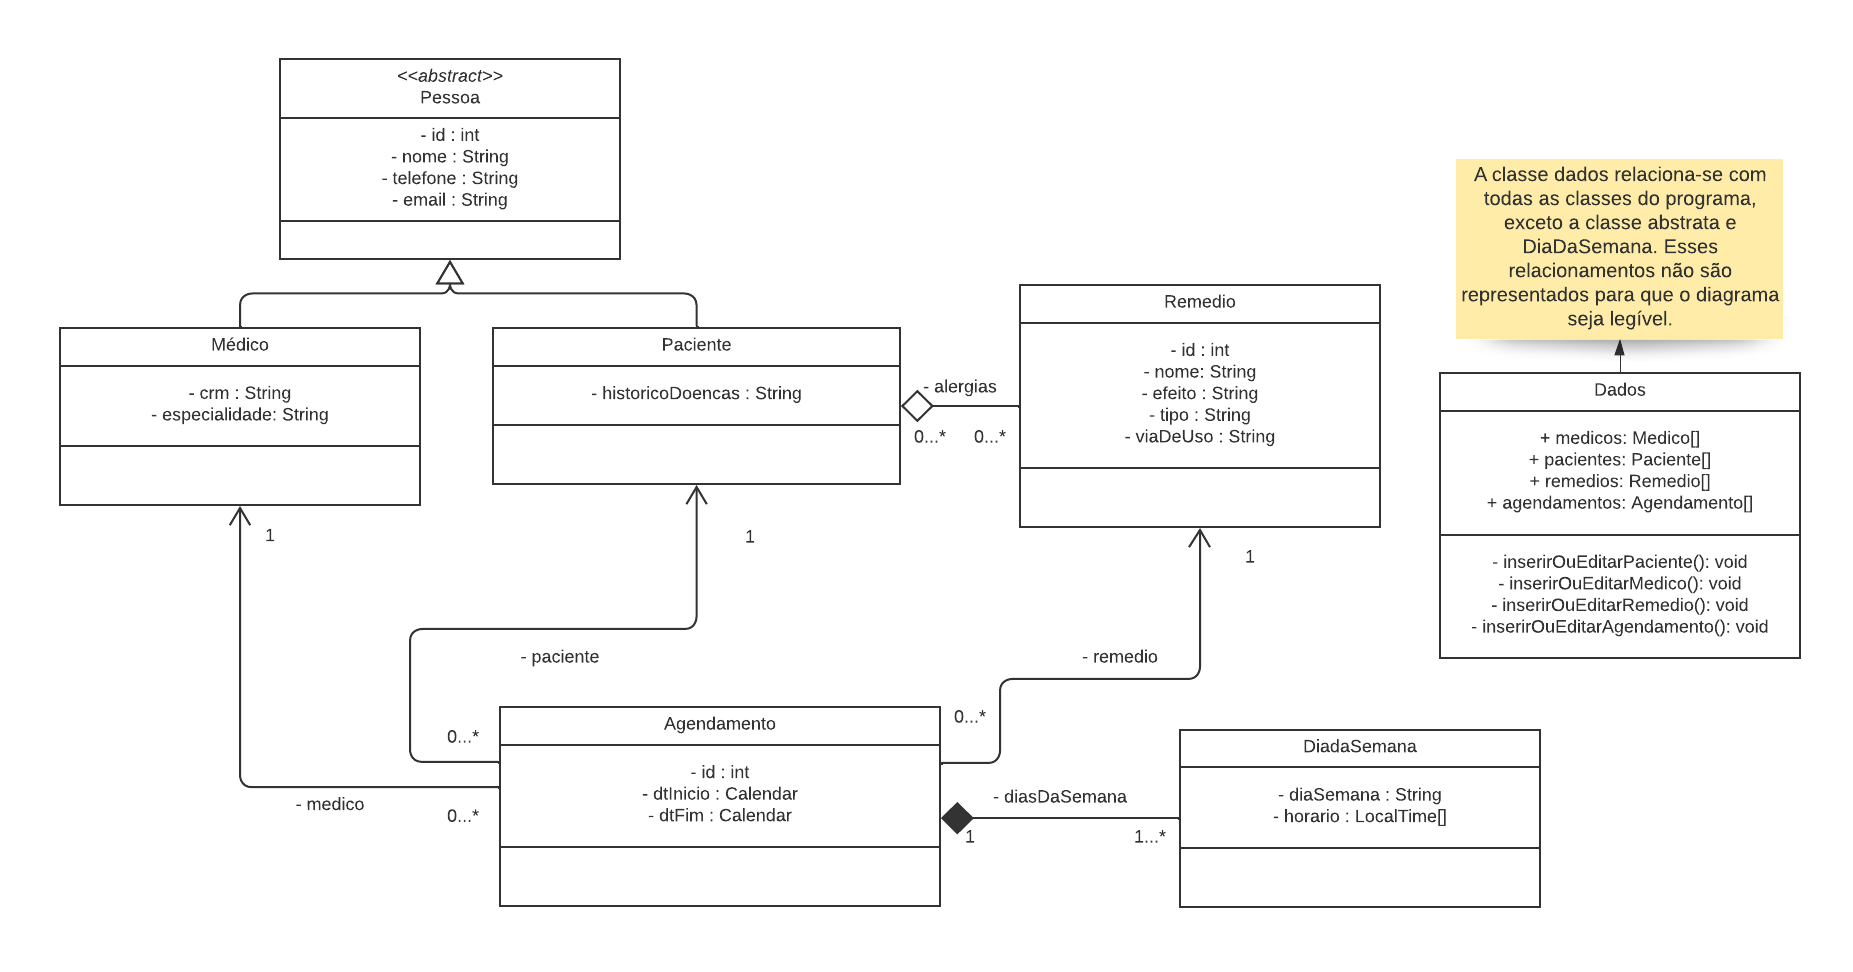 <<abstract>>
Pessoa
- id : int
- nome : String
- telefone : String
- email : String
Médico
- crm : String
- especialidade: String
Paciente
- historicoDoencas : String
- alergias
0...*
0...*
Remedio
- id : int
- nome: String
- efeito : String
- tipo : String
- viaDeUso : String
A classe dados relaciona-se com
todas as classes do programa,
exceto a classe abstrata e
DiaDaSemana. Esses
relacionamentos não são
representados para que o diagrama
seja legível.
Dados
+ medicos: Medico[]
+ pacientes: Paciente[]
+ remedios: Remedio[]
+ agendamentos: Agendamento[]
- inserirOuEditarPaciente(): void
- inserirOuEditarMedico(): void
- inserirOuEditarRemedio(): void
- inserirOuEditarAgendamento(): void
1
1
1
- paciente
- remedio
0...*
0...*
- medico
0...*
Agendamento
- id : int
- dtInicio : Calendar
- dtFim : Calendar
- diasDaSemana
1
1...*
DiadaSemana
- diaSemana : String
- horario : LocalTime[]